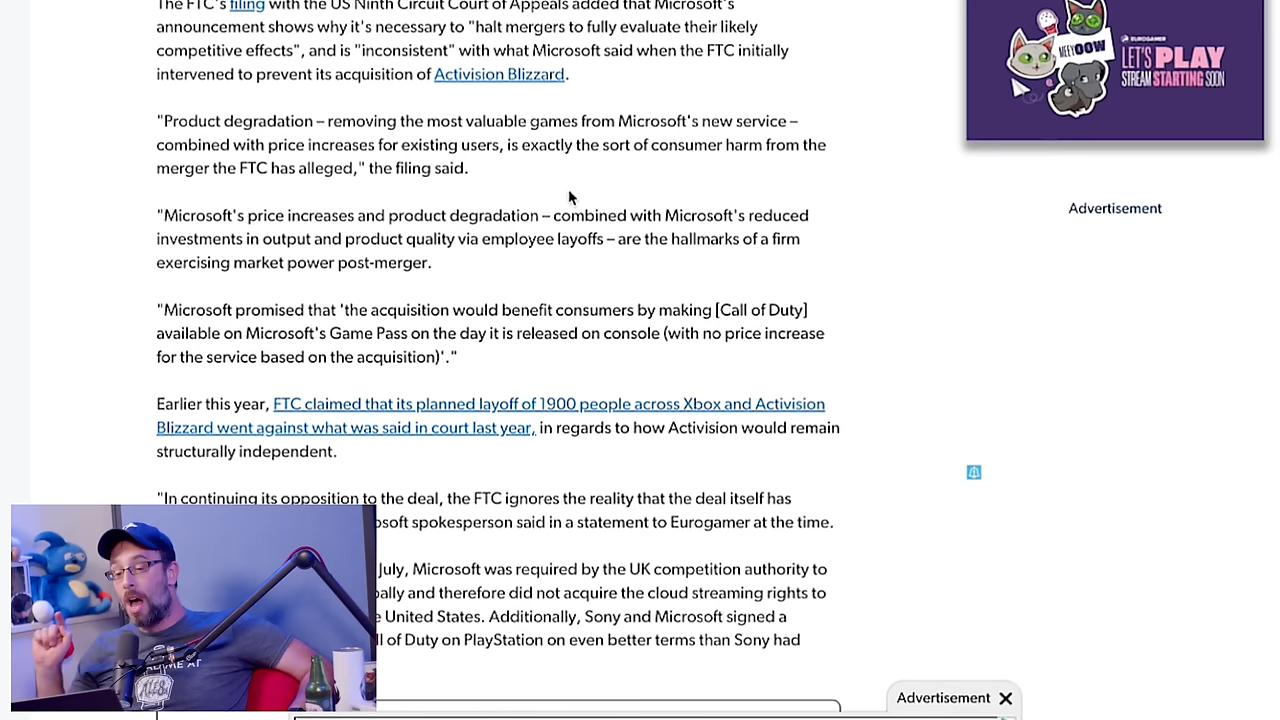 The FTC's filing with the US Ninth Circuit Court of Appeals added that Microsoft's
announcement shows why it's necessary to "halt mergers to fully evaluate their likely
competitive effects", and is "inconsistent" with what Microsoft said when the FTC initially
intervened to prevent its acquisition of Activision Blizzard.
"Product degradation – removing the most valuable games from Microsoft's new service –
combined with price increases for existing users, is exactly the sort of consumer harm from the
merger the FTC has alleged," the filing said.
"Microsoft's price increases and product degradation – combined with Microsoft's reduced
investments in output and product quality via employee layoffs – are the hallmarks of a firm
exercising market power post-merger.
"Microsoft promised that 'the acquisition would benefit consumers by making [Call of Duty]
available on Microsoft's Game Pass on the day it is released on console (with no price increase
for the service based on the acquisition)'."
Earlier this year, FTC claimed that its planned layoff of 1900 people across Xbox and Activision
Blizzard went against what was said in court last year, in regards to how Activision would remain
structurally independent.
"In continuing its opposition to the deal, the FTC ignores the reality that the deal itself has
osoft spokesperson said in a statement to Eurogamer at the time.
July, Microsoft was required by the UK competition authority to
bally and therefore did not acquire the cloud streaming rights to
e United States. Additionally, Sony and Microsoft signed a
ll of Duty on PlayStation on even better terms than Sony had
EUROGAMER
LET'S PLAY
STREAM STARTING SOON
Advertisement
Advertisement